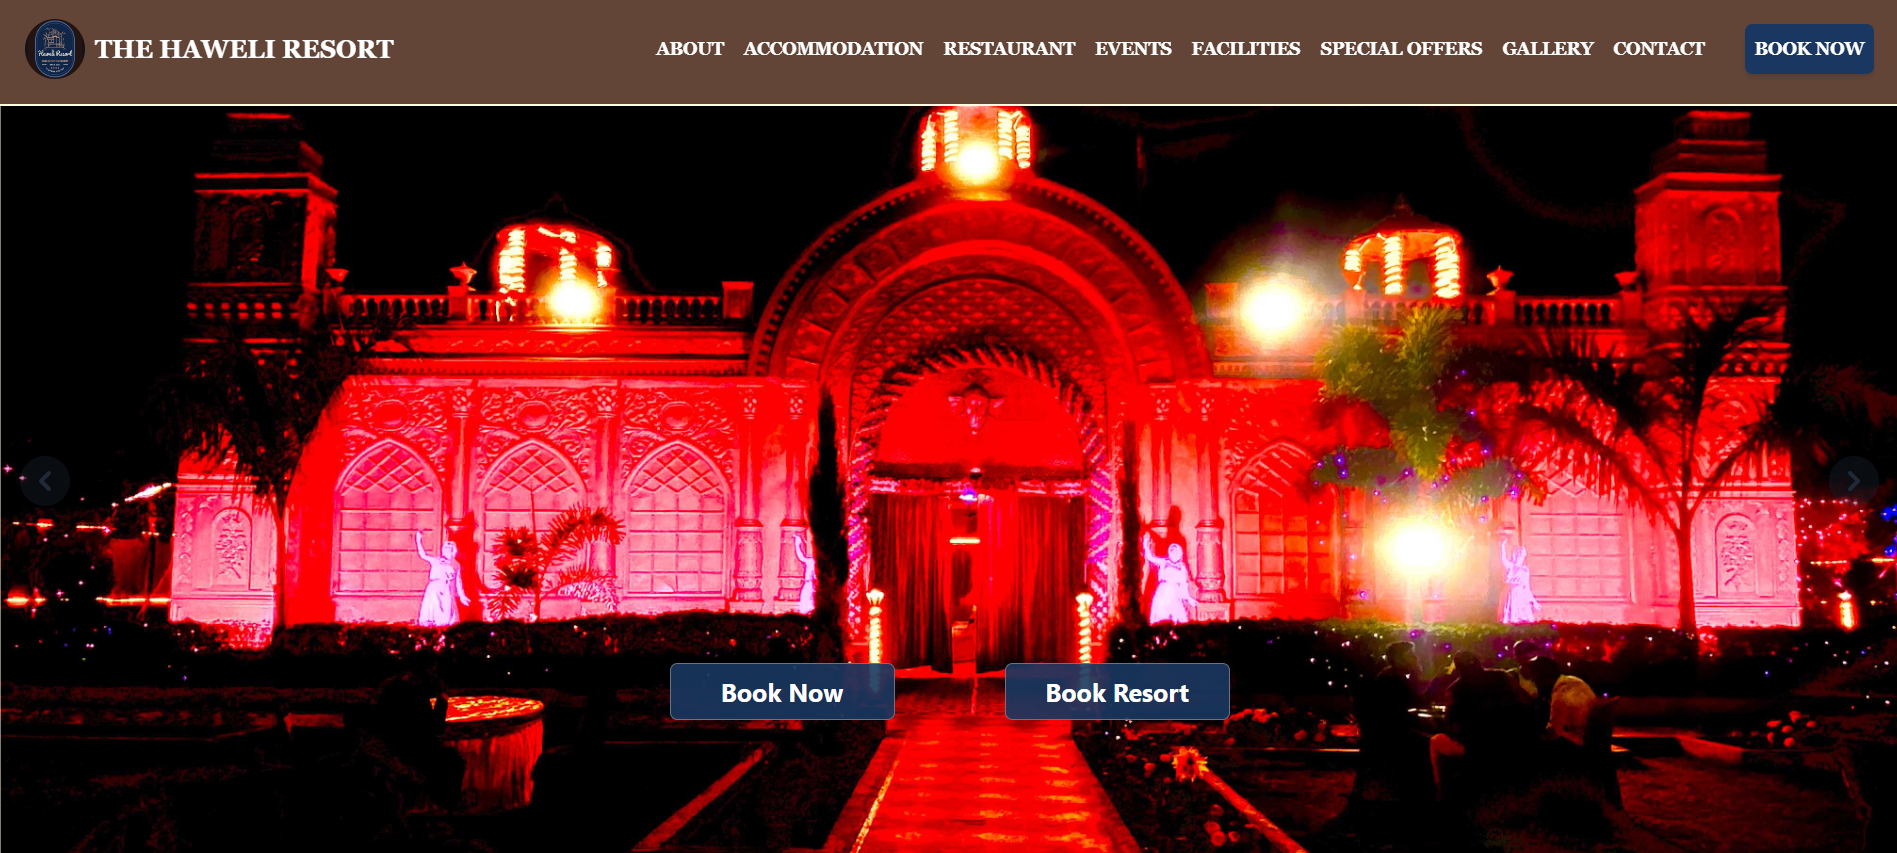 Haweli Resort
THE HAWELI RESORT
ABOUT ACCOMMODATION RESTAURANT EVENTS FACILITIES SPECIAL OFFERS GALLERY CONTACT BOOK NOW
Book Now Book Resort